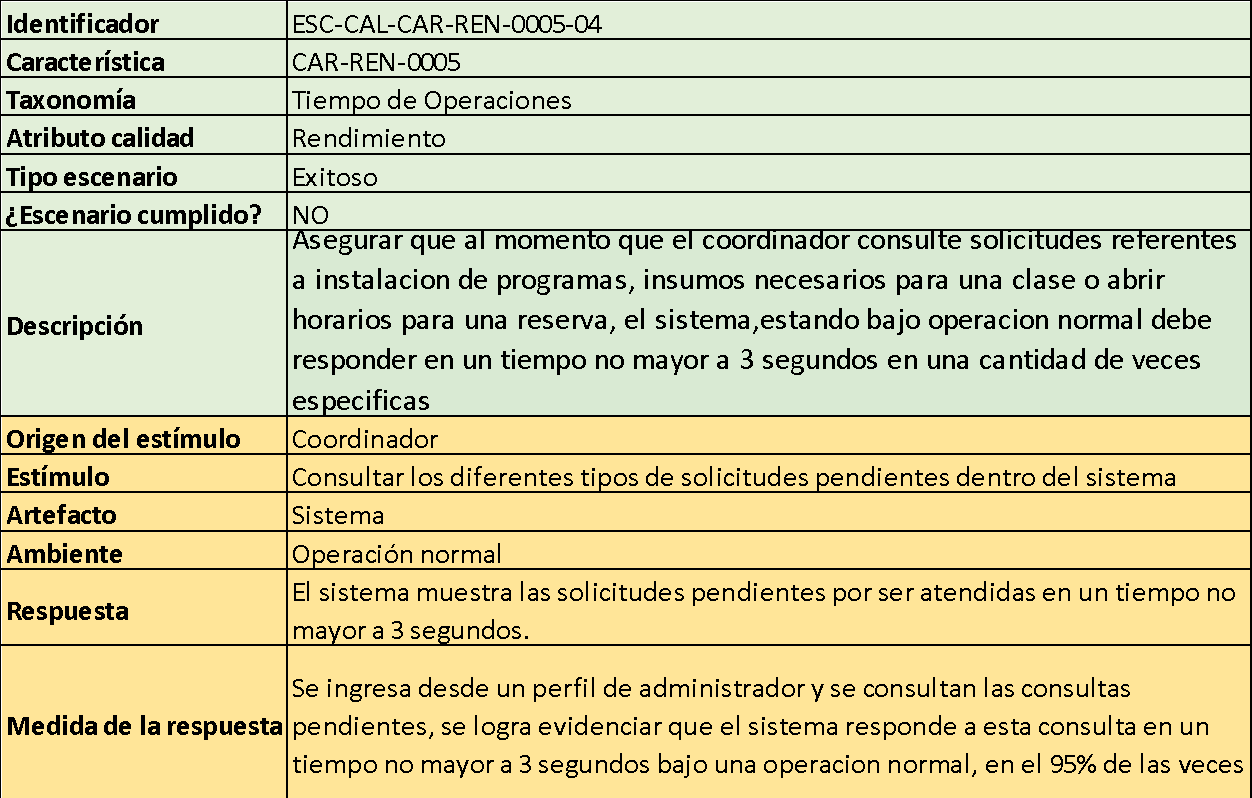 Identificador ESC-CAL-CAR-REN-0005-04
Característica CAR-REN-0005
Taxonomía Tiempo de Operaciones
Atributo calidad Rendimiento
Tipo escenario Exitoso
¿Escenario cumplido? NO
Descripción
Asegurar que al momento que el coordinador consulte solicitudes referentes
a instalacion de programas, insumos necesarios para una clase o abrir
horarios para una reserva, el sistema,estando bajo operacion normal debe
responder en un tiempo no mayor a 3 segundos en una cantidad de veces
especificas
Origen del estímulo Coordinador
Estímulo Consultar los diferentes tipos de solicitudes pendientes dentro del sistema
Artefacto Sistema
Ambiente Operación normal
Respuesta
El sistema muestra las solicitudes pendientes por ser atendidas en un tiempo no
mayor a 3 segundos.
Medida de la respuesta
Se ingresa desde un perfil de administrador y se consultan las consultas
pendientes, se logra evidenciar que el sistema responde a esta consulta en un
tiempo no mayor a 3 segundos bajo una operacion normal, en el 95% de las veces